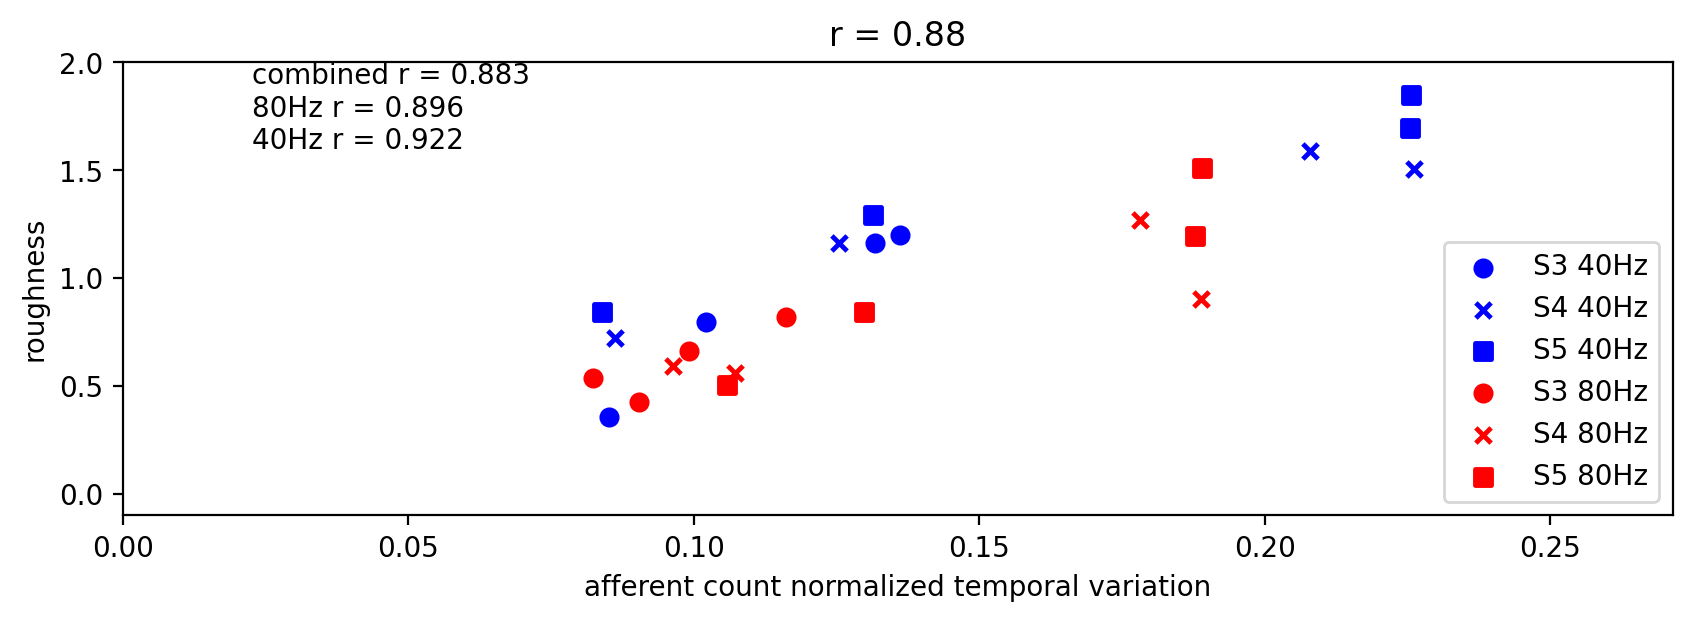 r = 0.88
combined r = 0.883
80Hz r = 0.896
40Hz r = 0.922
2.0
1.5
1.0
0.5
0.0
roughness
S3 40Hz
S4 40Hz
S5 40Hz
S3 80Hz
S4 80Hz
S5 80Hz
0.00 0.05 0.10 0.15 0.20 0.25
afferent count normalized temporal variation